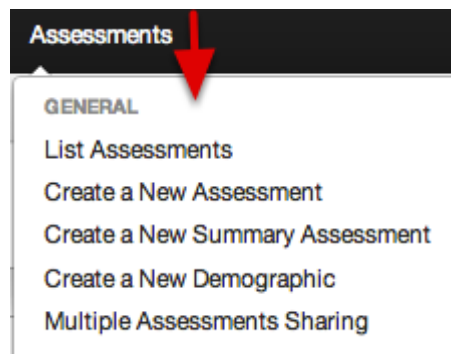 Assessments
GENERAL
List Assessments
Create a New Assessment
Create a New Summary Assessment
Create a New Demographic
Multiple Assessments Sharing